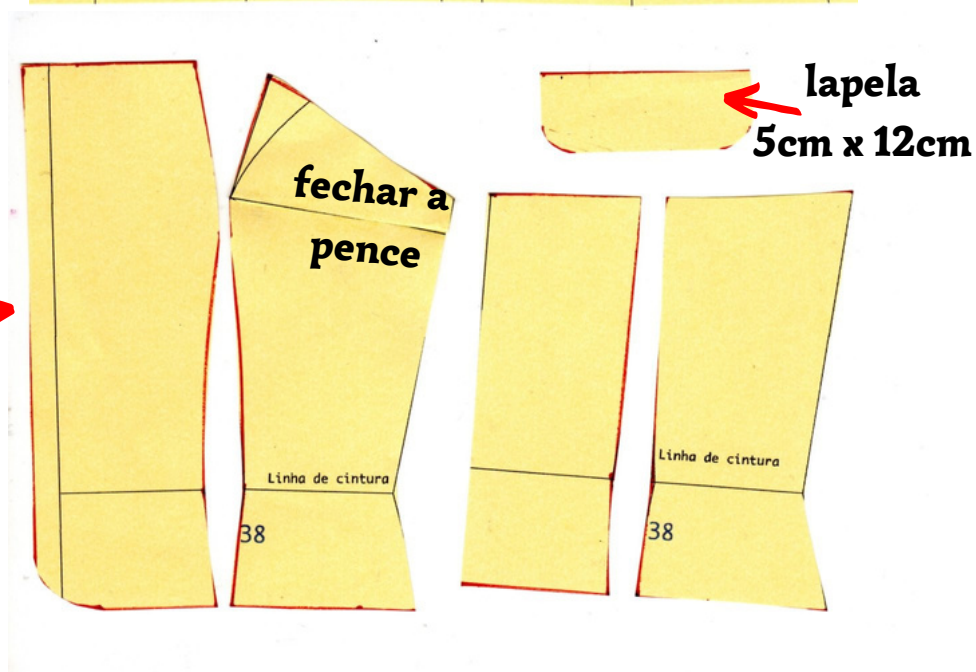 lapela
5cm x 12cm
fechar a
pence
Linha de cintura
38
Linha de cintura
38